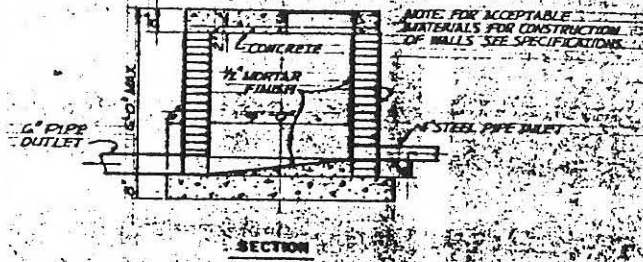 NOTE: FOR ACCEPTABLE
MATERIALS FOR CONSTRUCTION
OF WALLS SEE SPECIFICATIONS
CONCRETE
1/2" MORTAR
FINISH
6'-0" MAX
6" PIPE
OUTLET
STEEL PIPE INLET
8"
SECTION